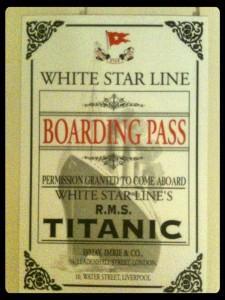 WHITE STAR LINE
BOARDING PASS
PERMISSION GRANTED TO COME ABOARD
WHITE STAR LINE'S
R.M.S.
TITANIC
ISMAY, IMRIE & CO.,
LEADENHALL STREET, LONDON,
10, WATER STREET, LIVERPOOL